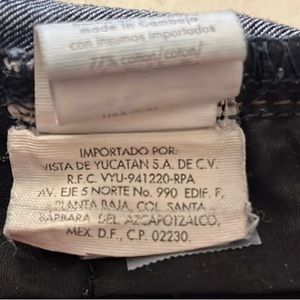 made in Camboja
con insumos importados
77% cotton/coton/
IMPORTADO POR:
VISTA DE YUCATAN S.A. DE C.V.
R.F.C. VYU-941220-RPA
AV. EJE 5 NORTE No. 990 EDIF. F,
PLANTA BAJA, COL. SANTA
BARBARA DEL AZCAPOTZALCO,
MEX. D.F., C.P. 02230.